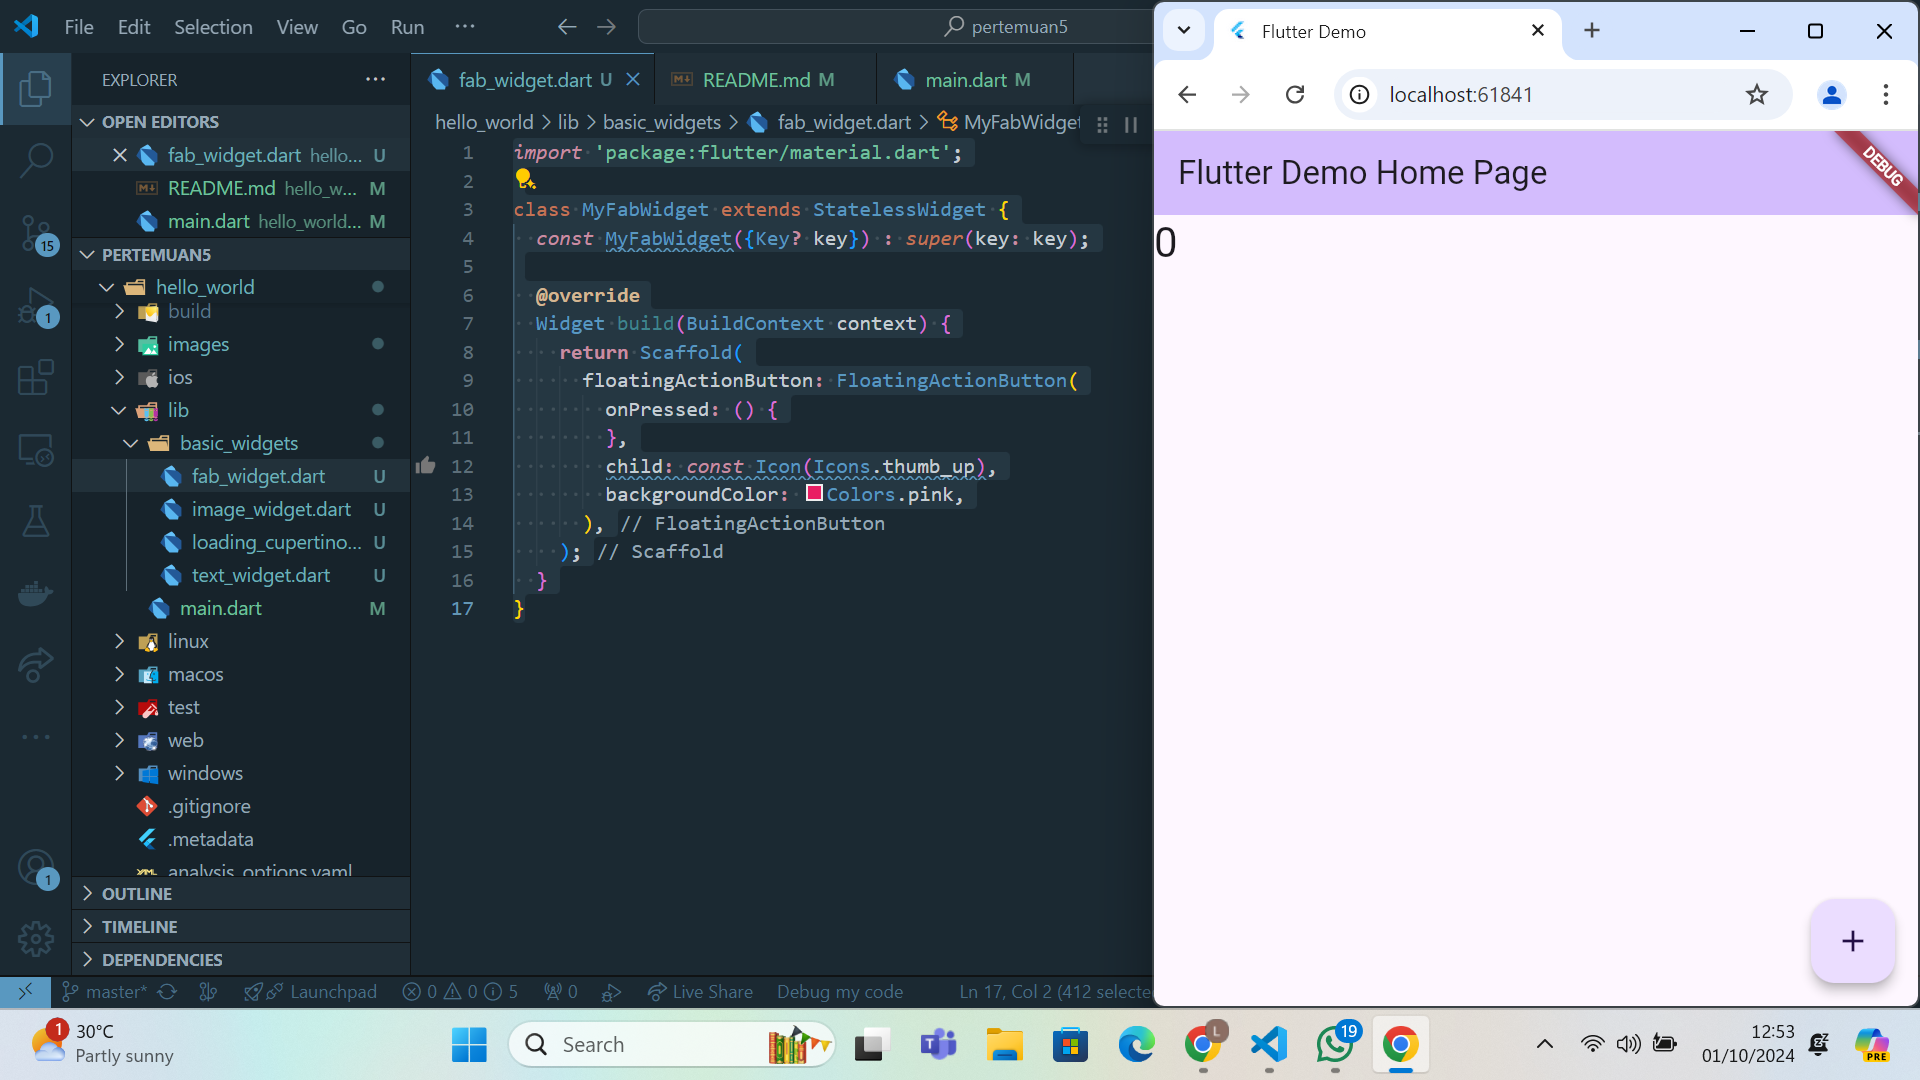 File Edit Selection View Go Run ··· pertemuan5
EXPLORER ···
OPEN EDITORS
fab_widget.dart hello... U
README.md hello_w... M
main.dart hello_world... M
PERTEMUAN5
hello_world
build
images
ios
lib
basic_widgets
fab_widget.dart U
image_widget.dart U
loading_cupertino... U
text_widget.dart U
main.dart M
linux
macos
test
web
windows
.gitignore
.metadata
analysis_options.yaml
OUTLINE
TIMELINE
DEPENDENCIES
15
1
1
fab_widget.dart U README.md M main.dart M
hello_world > lib > basic_widgets > fab_widget.dart > MyFabWidget
1 import 'package:flutter/material.dart';
2
3 class MyFabWidget extends StatelessWidget {
4 const MyFabWidget({Key? key}) : super(key: key);
5
6 @override
7 Widget build(BuildContext context) {
8 return Scaffold(
9 floatingActionButton: FloatingActionButton(
10 onPressed: () {
11 },
12 child: const Icon(Icons.thumb_up),
13 backgroundColor: Colors.pink,
14 ), // FloatingActionButton
15 ); // Scaffold
16 }
17 }
master* Launchpad 0 0 5 0 Live Share Debug my code Ln 17, Col 2 (412 selecte
Flutter Demo
localhost:61841
Flutter Demo Home Page
DEBUG
0
+
1
30°C
Partly sunny
Search
L
19
12:53
01/10/2024
PRE